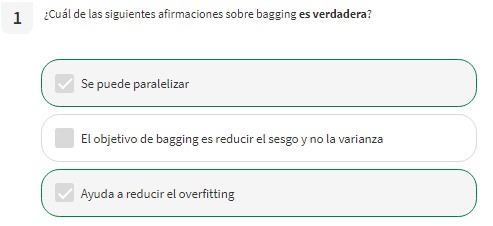 1
¿Cuál de las siguientes afirmaciones sobre bagging es verdadera?
Se puede paralelizar
El objetivo de bagging es reducir el sesgo y no la varianza
Ayuda a reducir el overfitting